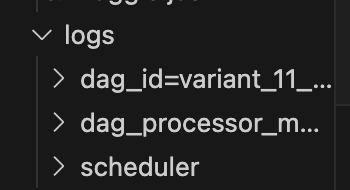 logs
dag_id=variant_11_...
dag_processor_m...
scheduler